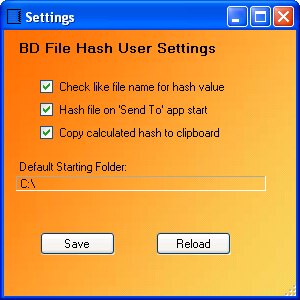 Settings
BD File Hash User Settings
Check like file name for hash value
Hash file on 'Send To' app start
Copy calculated hash to clipboard
Default Starting Folder:
C:\
Save
Reload